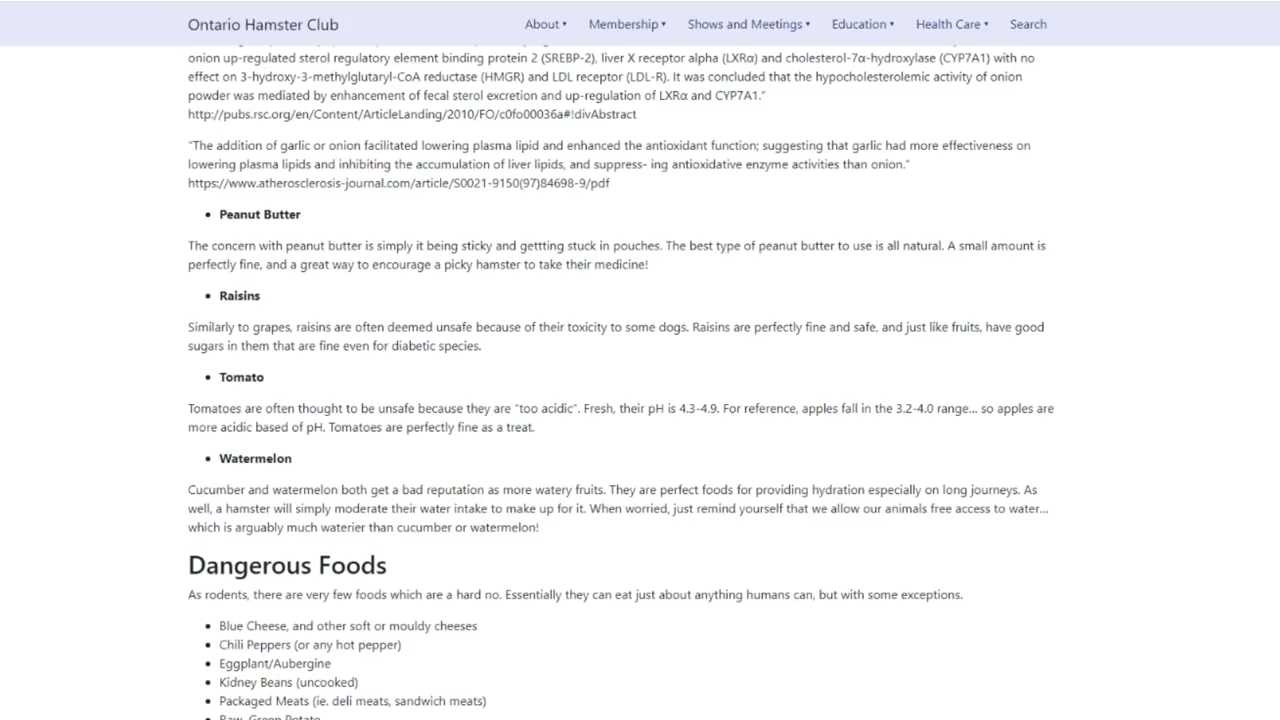 Ontario Hamster Club
About
Membership
Shows and Meetings
Education
Health Care
Search
onion up-regulated sterol regulatory element binding protein 2 (SREBP-2), liver X receptor alpha (LXRα) and cholesterol-7α-hydroxylase (CYP7A1) with no
effect on 3-hydroxy-3-methylglutaryl-CoA reductase (HMGR) and LDL receptor (LDL-R). It was concluded that the hypocholesterolemic activity of onion
powder was mediated by enhancement of fecal sterol excretion and up-regulation of LXRα and CYP7A1.”
http://pubs.rsc.org/en/Content/ArticleLanding/2010/FO/c0fo00036a#!divAbstract
“The addition of garlic or onion facilitated lowering plasma lipid and enhanced the antioxidant function; suggesting that garlic had more effectiveness on
lowering plasma lipids and inhibiting the accumulation of liver lipids, and suppress- ing antioxidative enzyme activities than onion.”
https://www.atherosclerosis-journal.com/article/S0021-9150(97)84698-9/pdf
• Peanut Butter
The concern with peanut butter is simply it being sticky and gettting stuck in pouches. The best type of peanut butter to use is all natural. A small amount is
perfectly fine, and a great way to encourage a picky hamster to take their medicine!
• Raisins
Similarly to grapes, raisins are often deemed unsafe because of their toxicity to some dogs. Raisins are perfectly fine and safe, and just like fruits, have good
sugars in them that are fine even for diabetic species.
• Tomato
Tomatoes are often thought to be unsafe because they are “too acidic”. Fresh, their pH is 4.3-4.9. For reference, apples fall in the 3.2-4.0 range… so apples are
more acidic based of pH. Tomatoes are perfectly fine as a treat.
• Watermelon
Cucumber and watermelon both get a bad reputation as more watery fruits. They are perfect foods for providing hydration especially on long journeys. As
well, a hamster will simply moderate their water intake to make up for it. When worried, just remind yourself that we allow our animals free access to water…
which is arguably much waterier than cucumber or watermelon!
Dangerous Foods
As rodents, there are very few foods which are a hard no. Essentially they can eat just about anything humans can, but with some exceptions.
• Blue Cheese, and other soft or mouldy cheeses
• Chili Peppers (or any hot pepper)
• Eggplant/Aubergine
• Kidney Beans (uncooked)
• Packaged Meats (ie. deli meats, sandwich meats)
• Raw, Green Potato